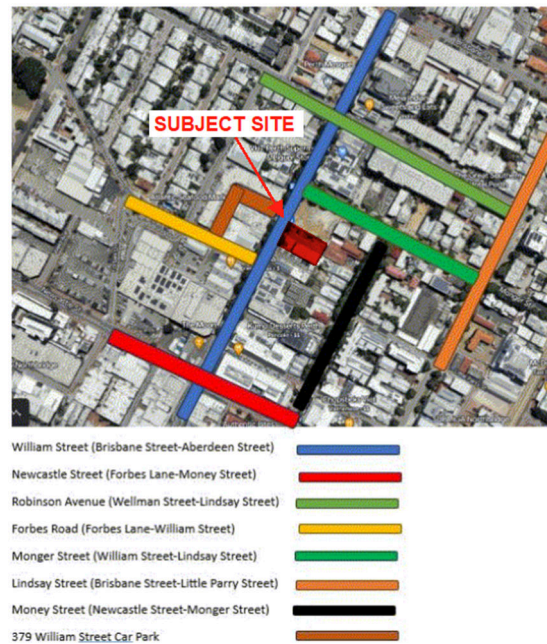 Perth Mosque
SUBJECT SITE
William Street (Brisbane Street-Aberdeen Street)
Newcastle Street (Forbes Lane-Money Street)
Robinson Avenue (Wellman Street-Lindsay Street)
Forbes Road (Forbes Lane-William Street)
Monger Street (William Street-Lindsay Street)
Lindsay Street (Brisbane Street-Little Parry Street)
Money Street (Newcastle Street-Monger Street)
379 William Street Car Park